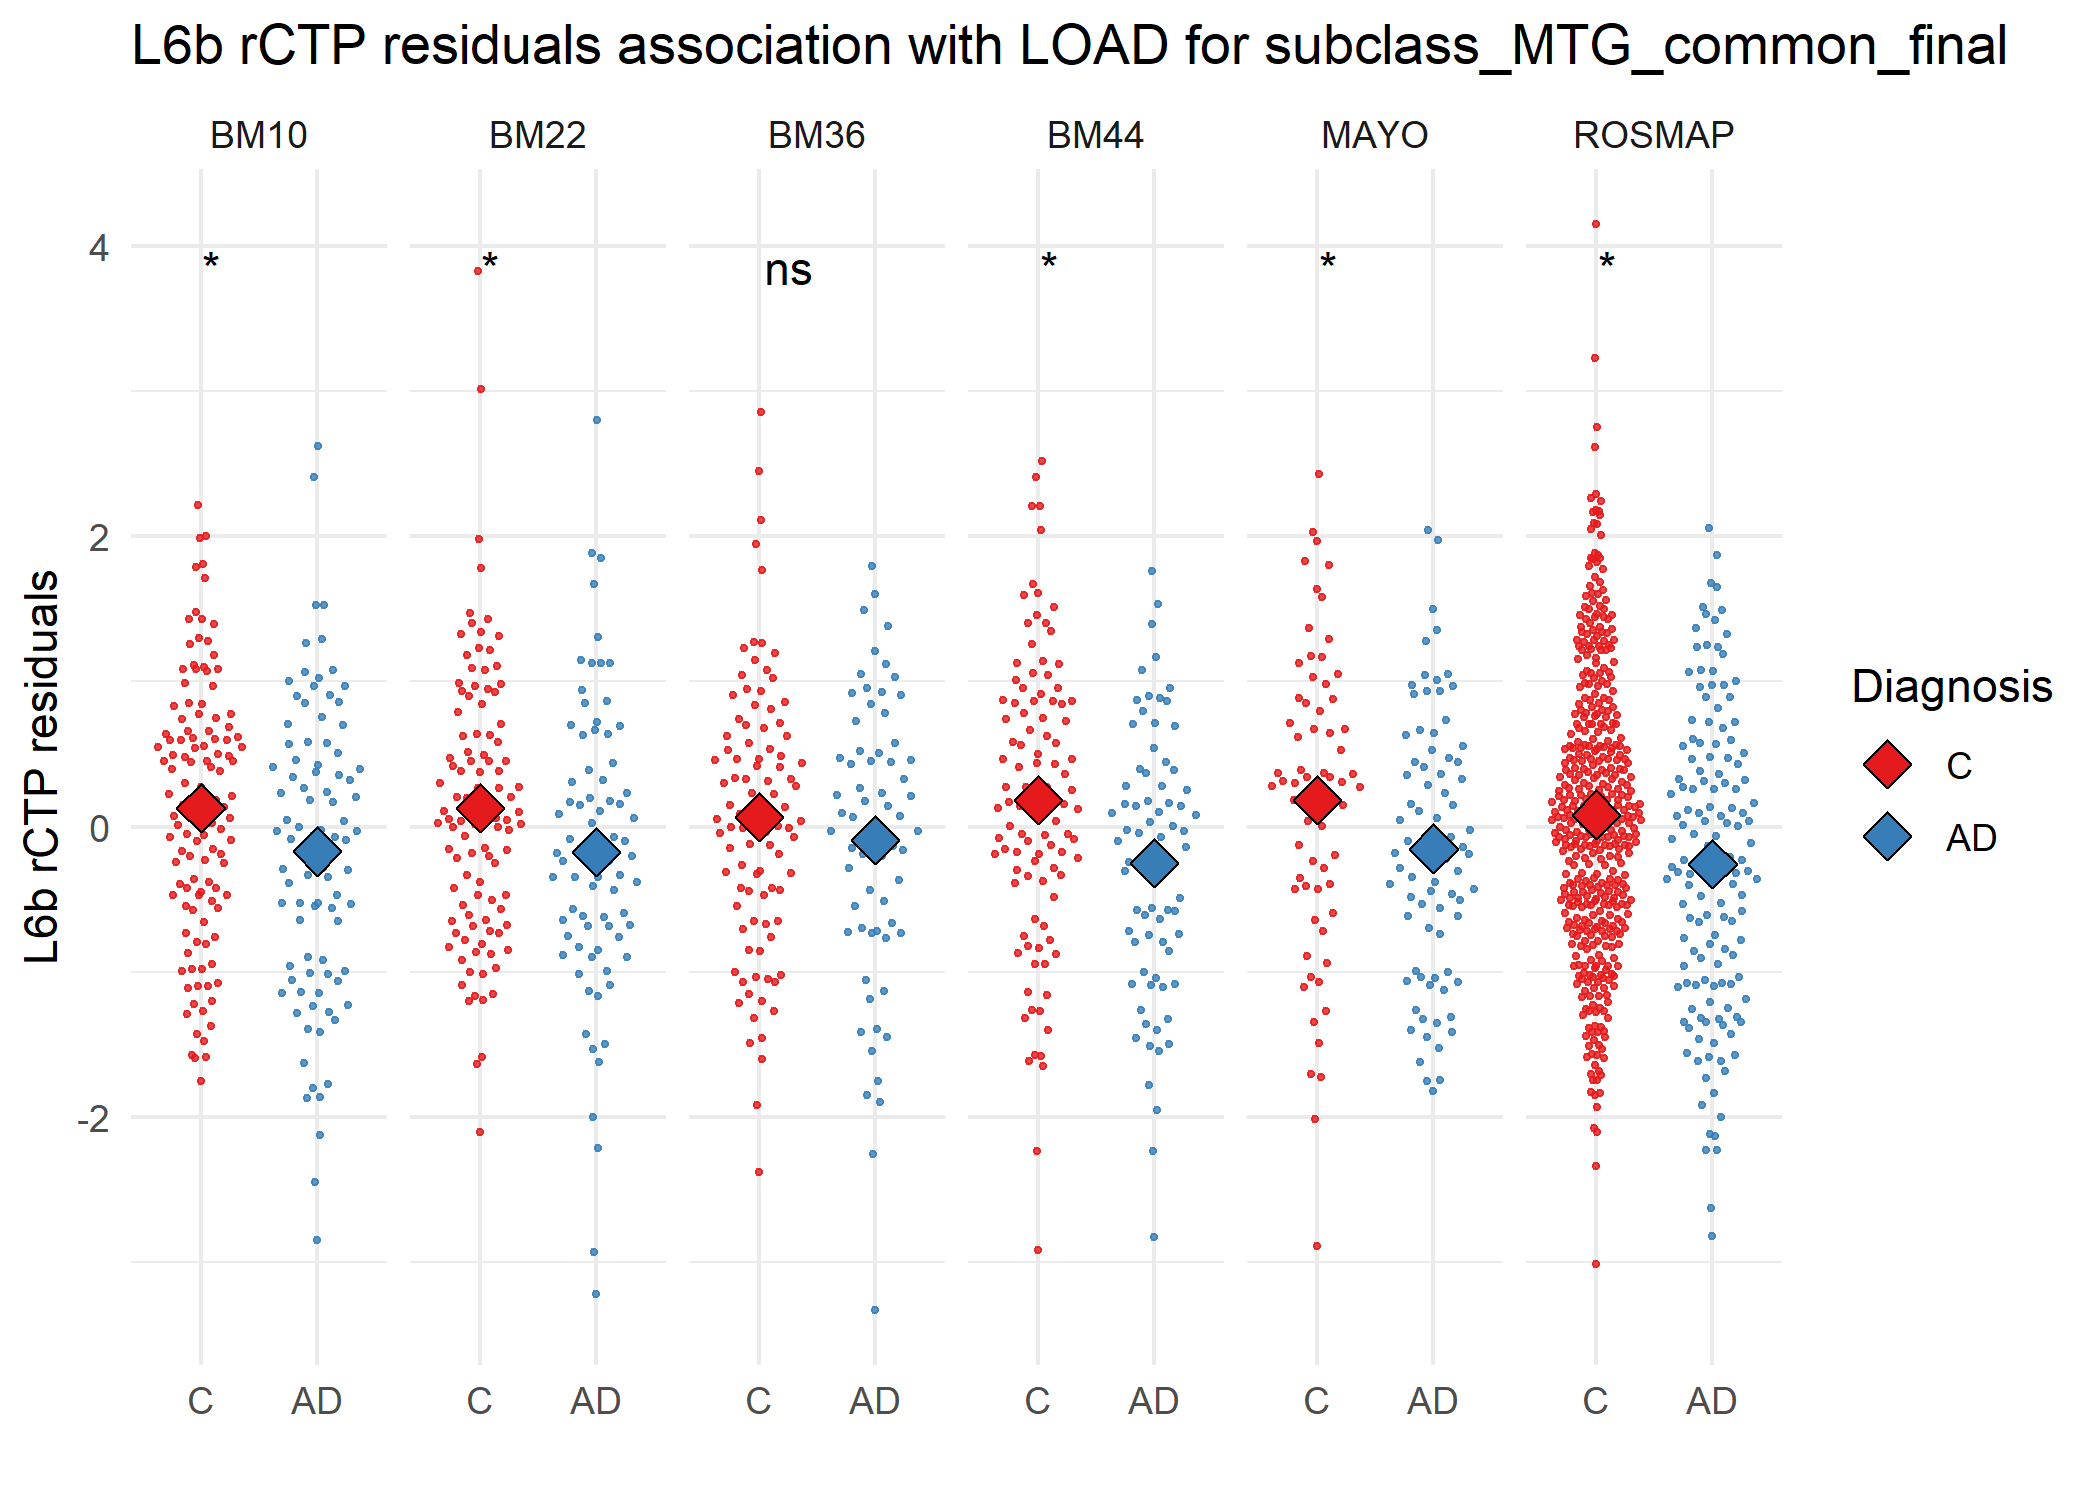 L6b rCTP residuals association with LOAD for subclass_MTG_common_final
BM10 BM22 BM36 BM44 MAYO ROSMAP
* * ns * * *
4
2
0
-2
L6b rCTP residuals
C AD C AD C AD C AD C AD C AD
Diagnosis
C
AD